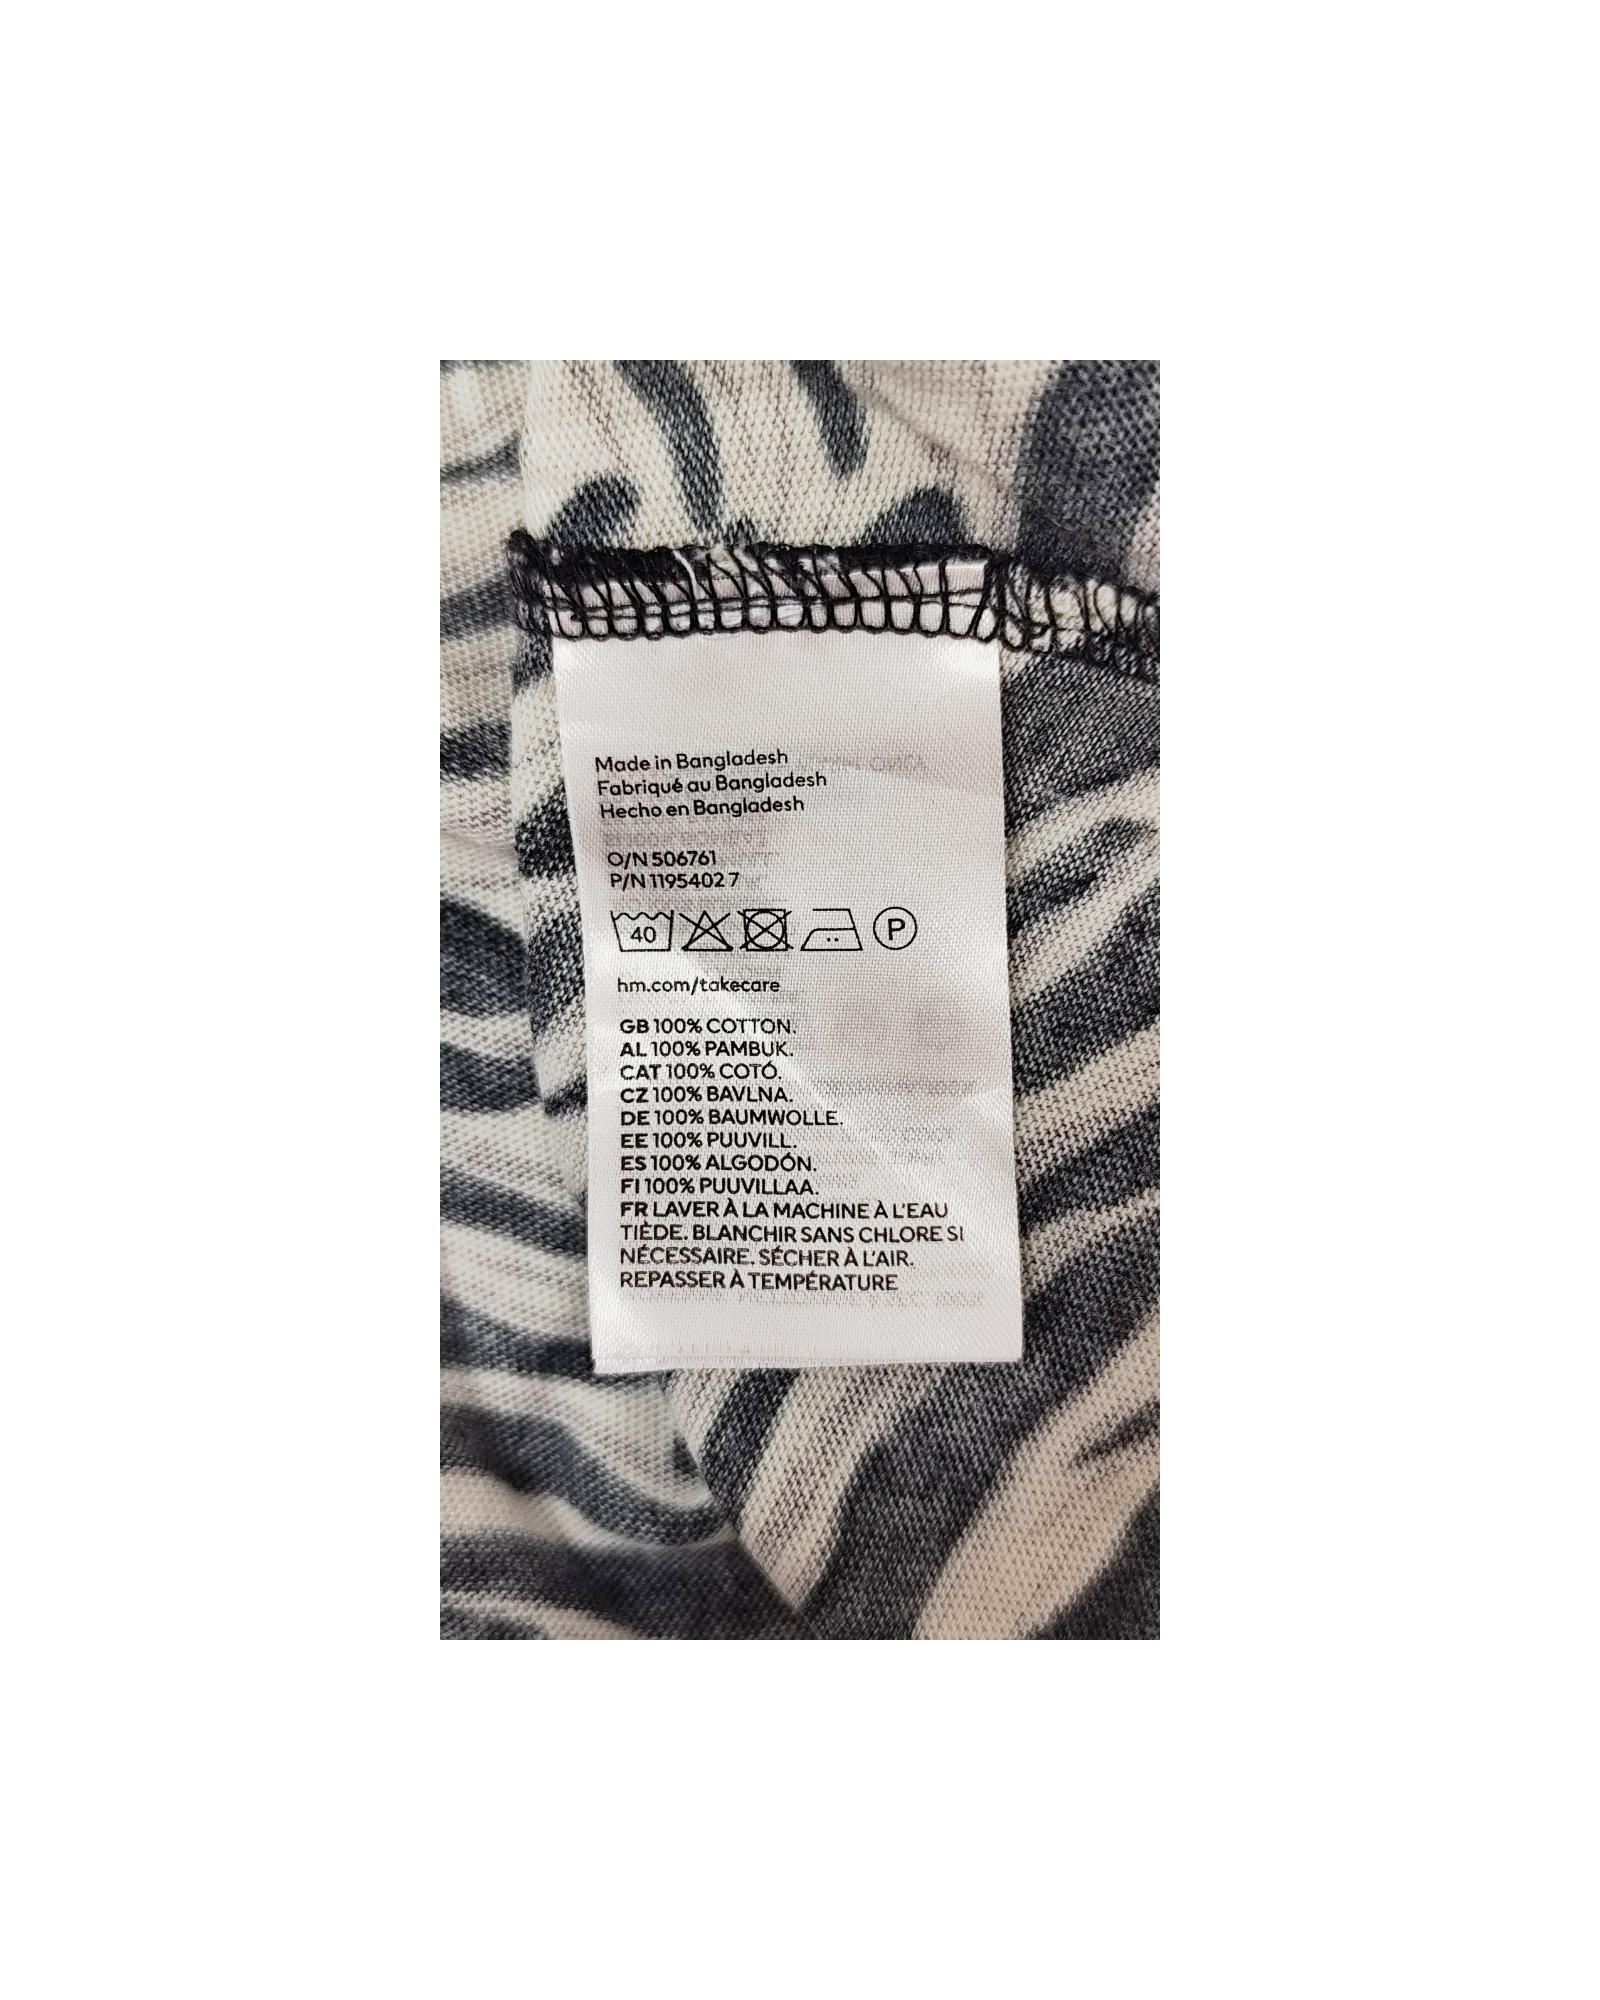 Made in Bangladesh
Fabriqué au Bangladesh
Hecho en Bangladesh
O/N 506761
P/N 1195402 7
40 P
hm.com/takecare
GB 100% COTTON.
AL 100% PAMBUK.
CAT 100% COTÓ.
CZ 100% BAVLNA.
DE 100% BAUMWOLLE.
EE 100% PUUVILL.
ES 100% ALGODÓN.
FI 100% PUUVILLAA.
FR LAVER À LA MACHINE À L'EAU
TIÈDE. BLANCHIR SANS CHLORE SI
NÉCESSAIRE. SÉCHER À L'AIR.
REPASSER À TEMPÉRATURE